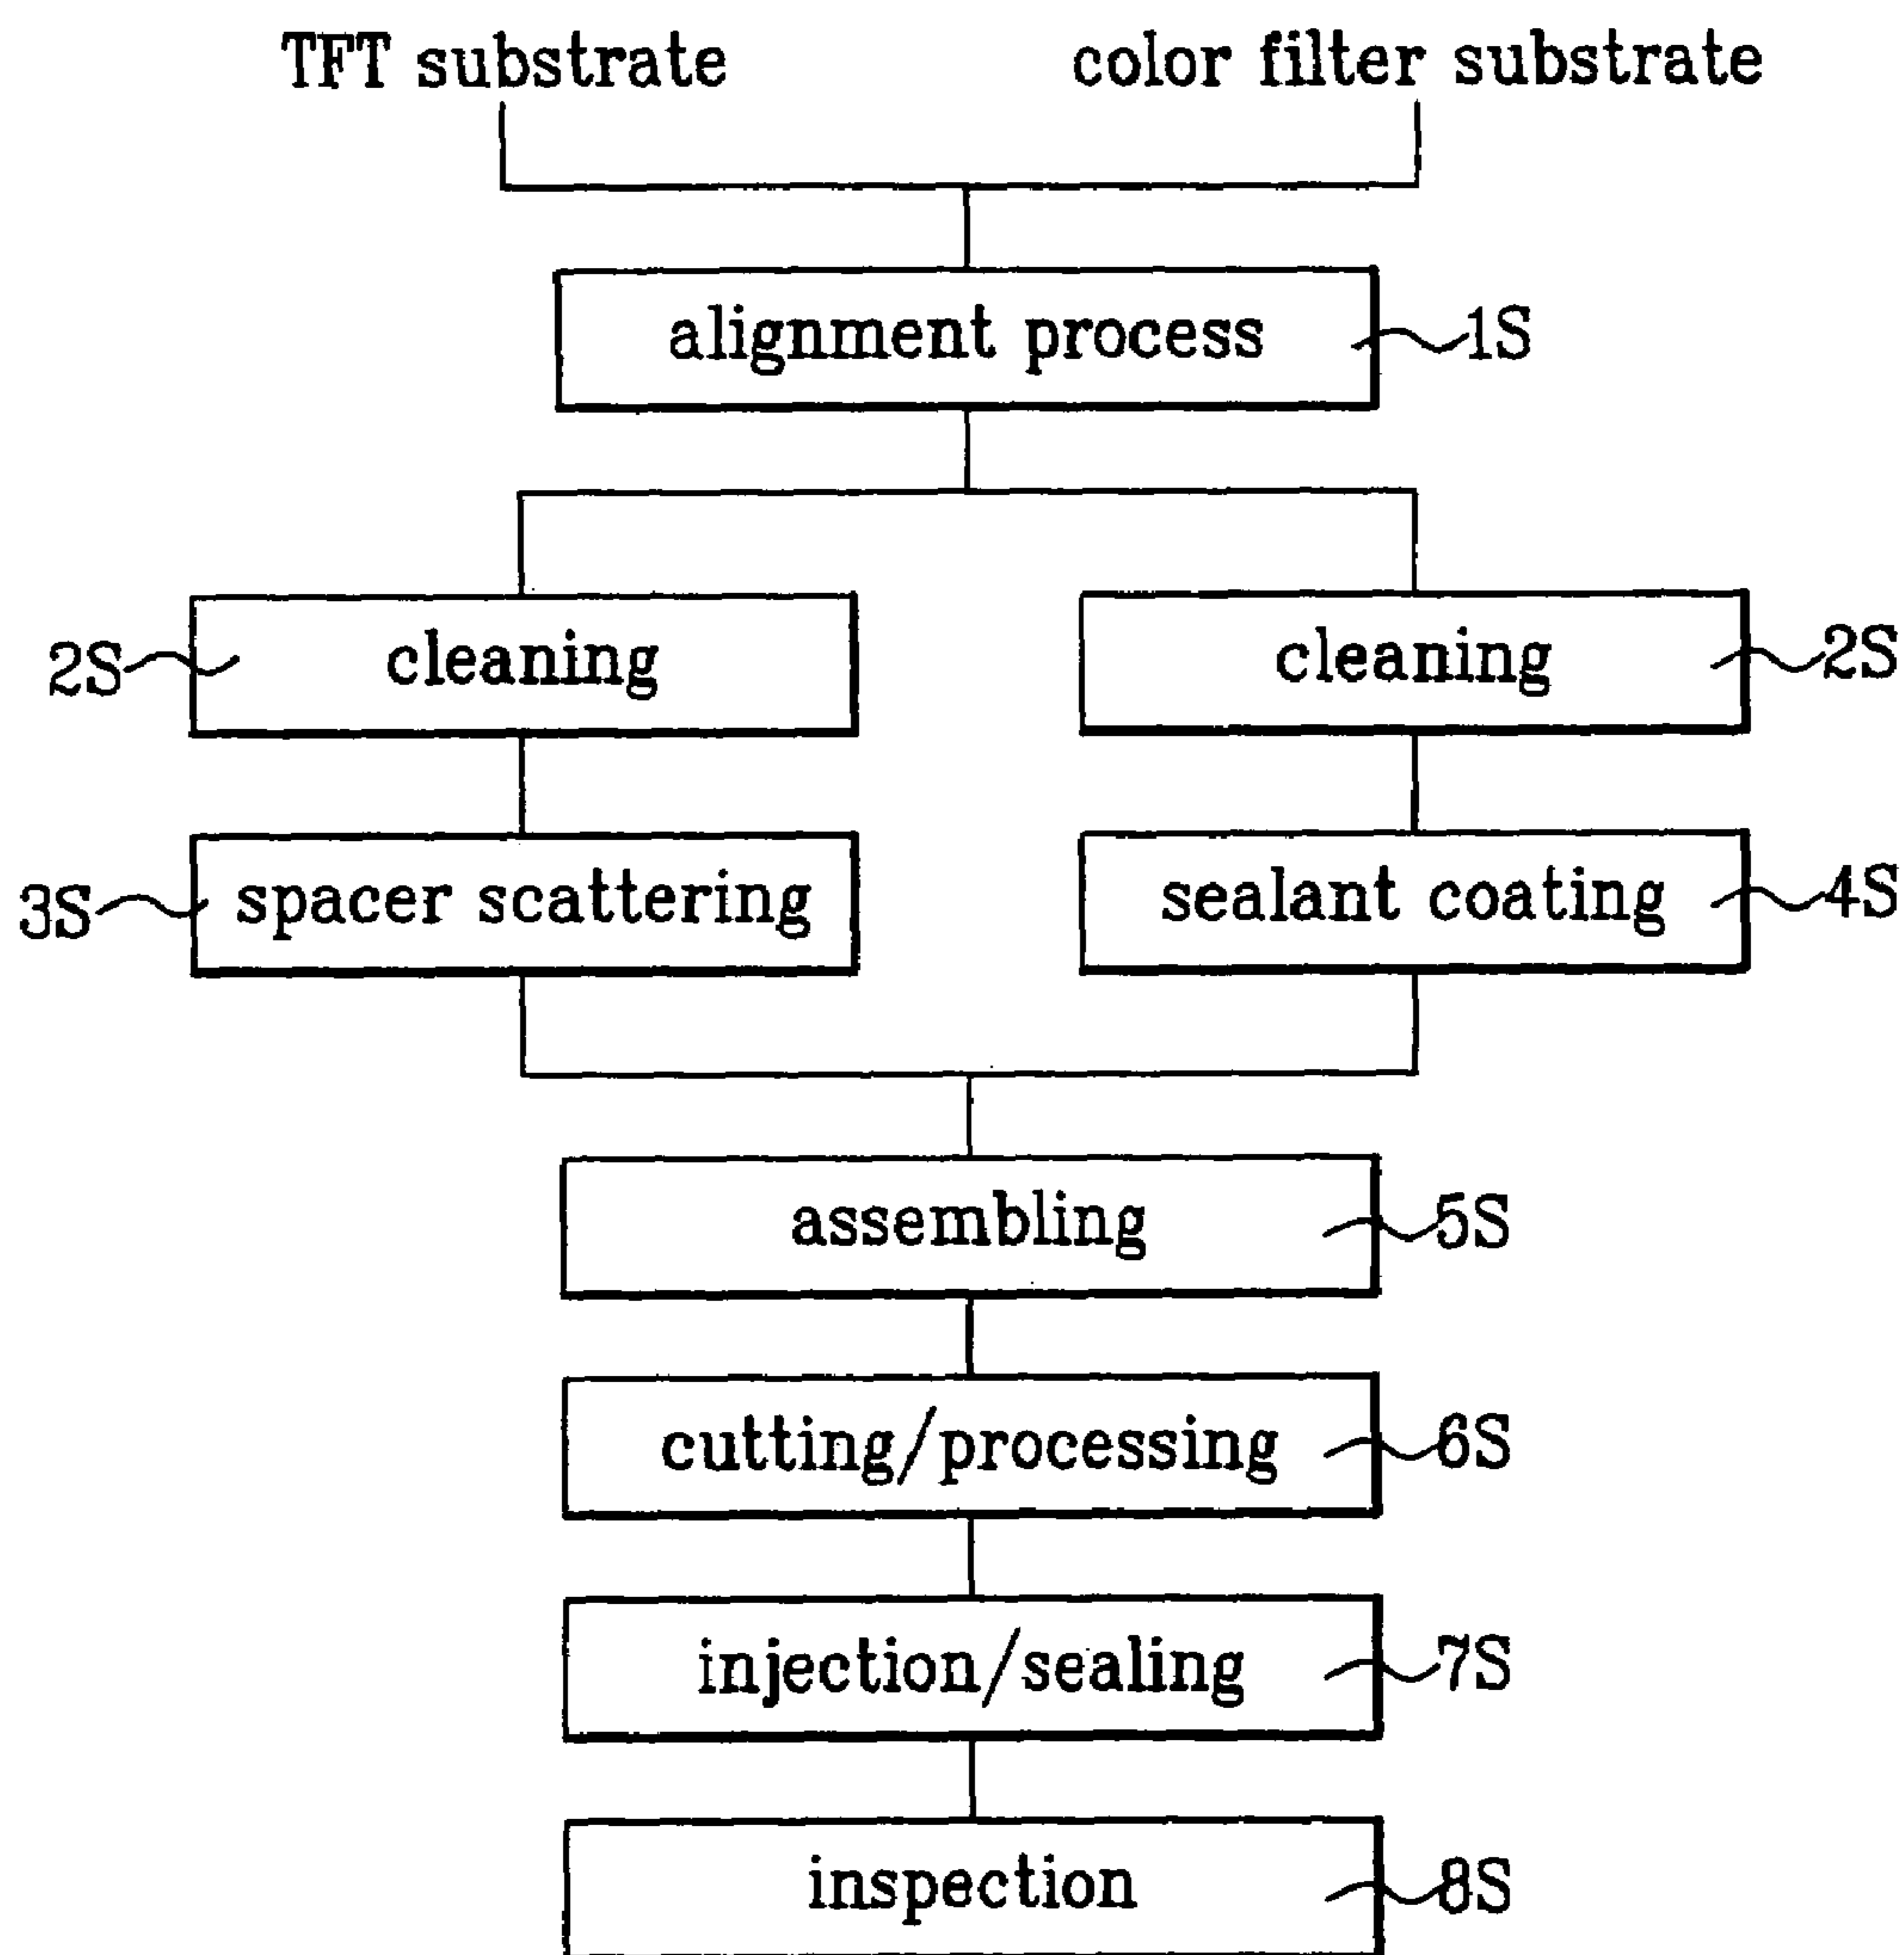 TFT substrate
color filter substrate
alignment process
1S
2S
cleaning
cleaning
2S
3S
spacer scattering
sealant coating
4S
assembling
5S
cutting/processing
6S
injection/sealing
7S
inspection
8S